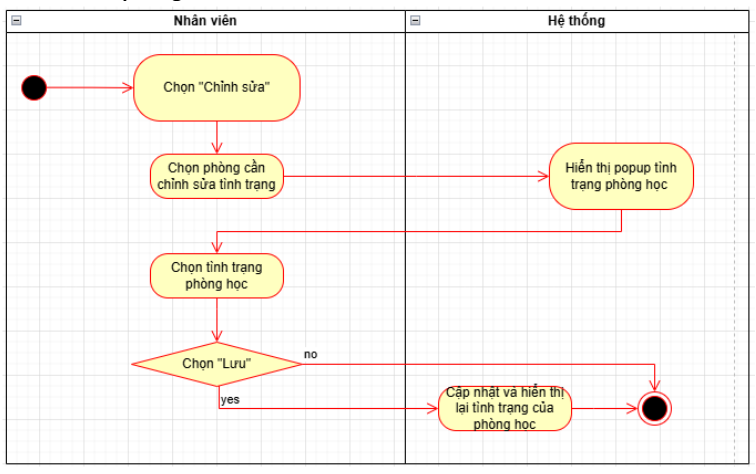 Nhân viên
Hệ thống
Chọn "Chỉnh sửa"
Chọn phòng cần
chỉnh sửa tình trạng
Hiển thị popup tình
trạng phòng học
Chọn tình trạng
phòng học
Chọn "Lưu"
no
yes
Cập nhật và hiển thị
lại tình trạng của
phòng học